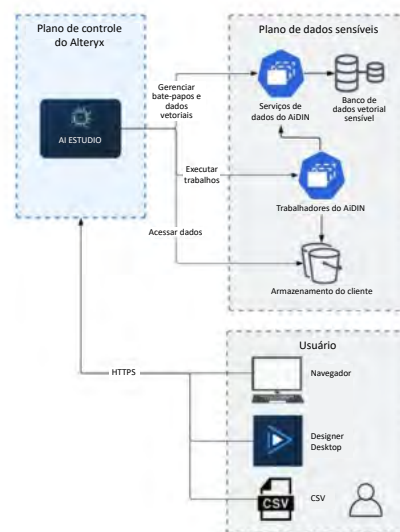 Plano de controle
do Alteryx
AI ESTUDIO
Plano de dados sensíveis
Gerenciar
bate-papos e
dados
vetoriais
Serviços de
dados do AiDIN
Banco de
dados vetorial
sensível
Executar
trabalhos
Trabalhadores do AiDIN
Acessar dados
Armazenamento do cliente
Usuário
HTTPS
Navegador
Designer
Desktop
CSV
CSV